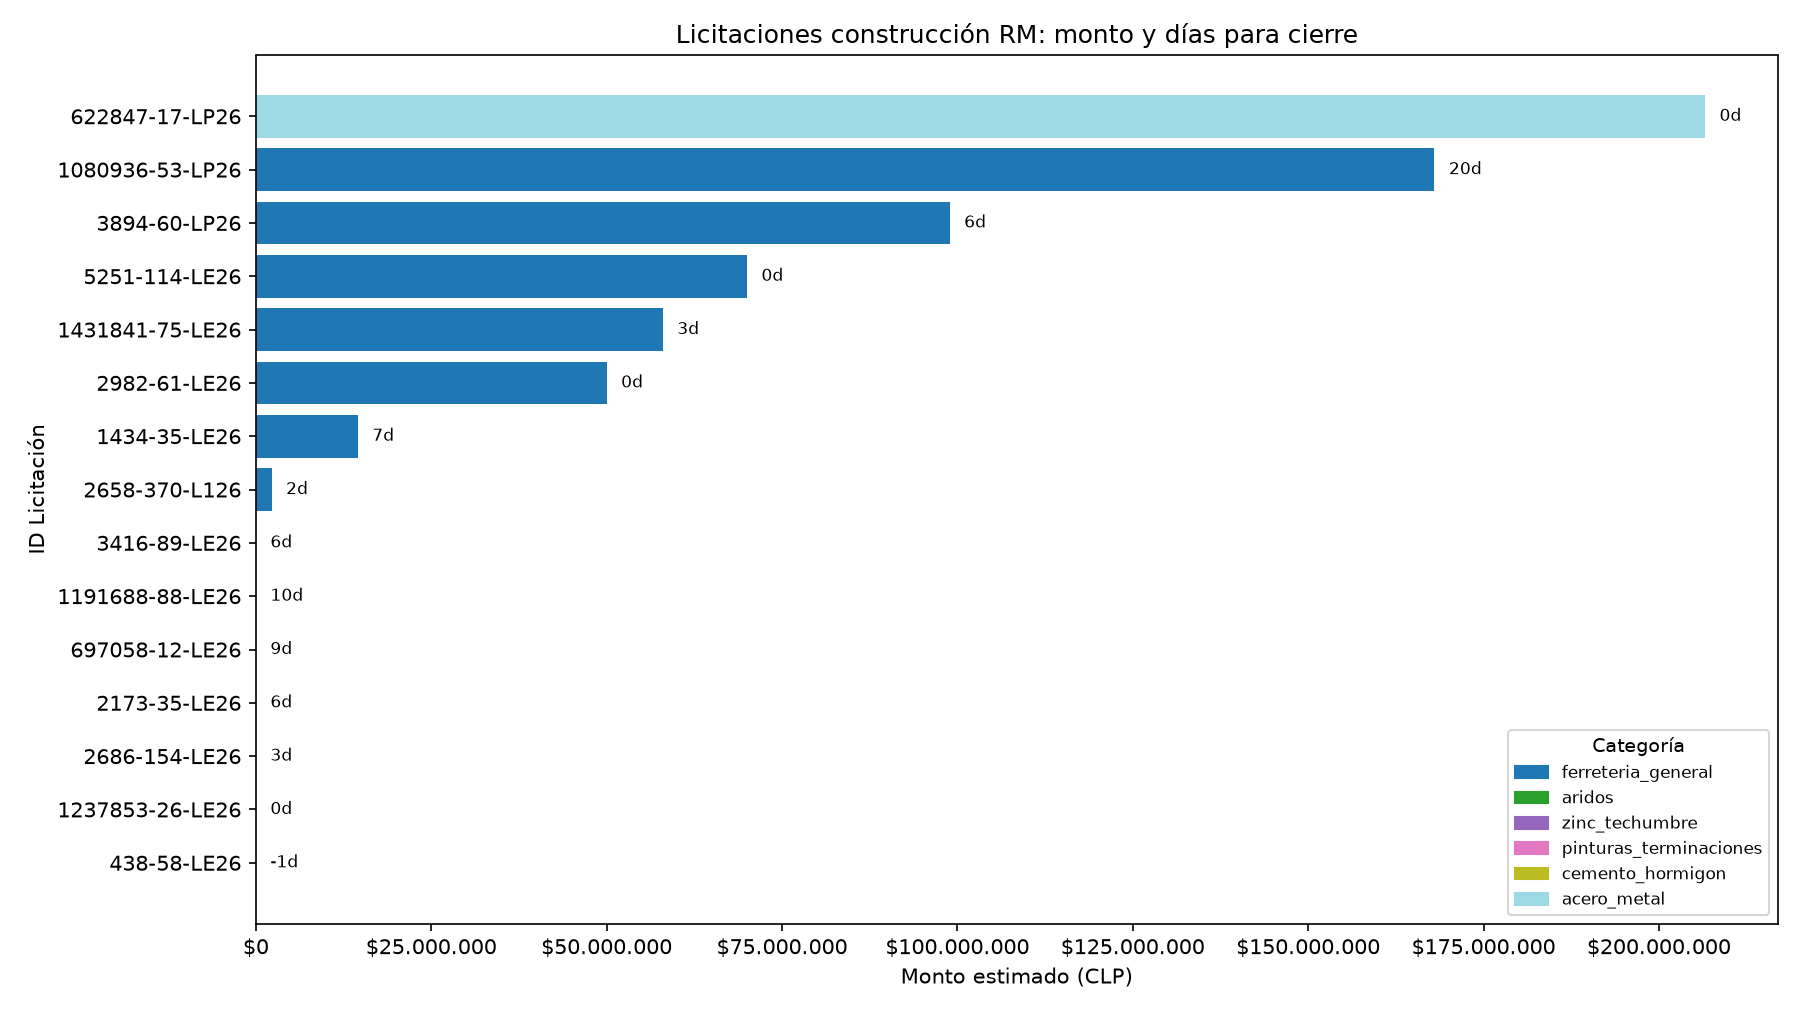 Licitaciones construcción RM: monto y días para cierre
ID Licitación
622847-17-LP26 0d
1080936-53-LP26 20d
3894-60-LP26 6d
5251-114-LE26 0d
1431841-75-LE26 3d
2982-61-LE26 0d
1434-35-LE26 7d
2658-370-L126 2d
3416-89-LE26 6d
1191688-88-LE26 10d
697058-12-LE26 9d
2173-35-LE26 6d
2686-154-LE26 3d
1237853-26-LE26 0d
438-58-LE26 -1d
Categoría
ferreteria_general
aridos
zinc_techumbre
pinturas_terminaciones
cemento_hormigon
acero_metal
$0 $25.000.000 $50.000.000 $75.000.000 $100.000.000 $125.000.000 $150.000.000 $175.000.000 $200.000.000
Monto estimado (CLP)